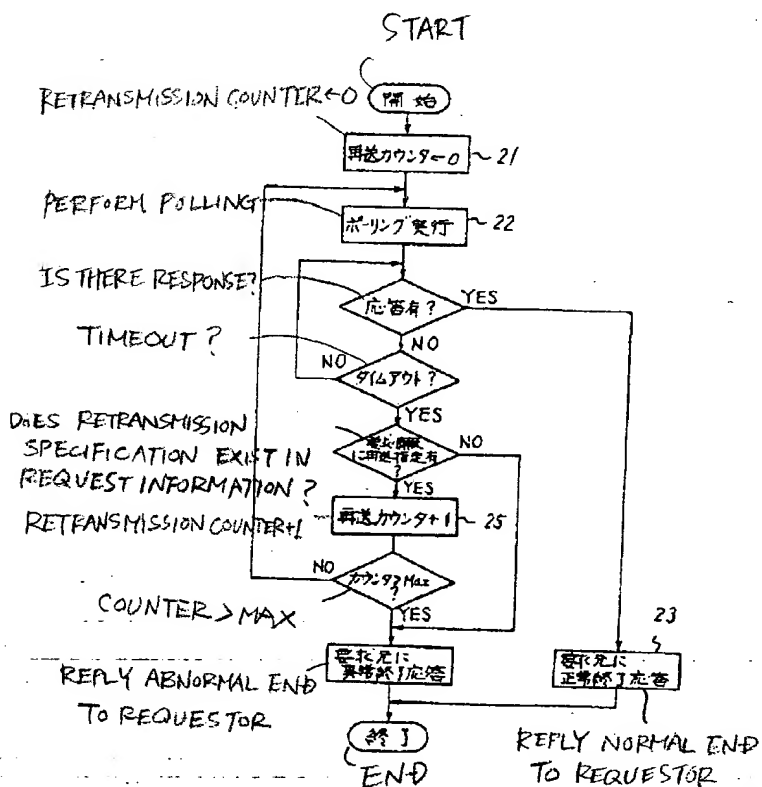 START
RETRANSMISSION COUNTER←0
開始
再送カウンタ←0
21
PERFORM POLLING
ポーリング実行
22
IS THERE RESPONSE?
応答有?
YES
NO
TIMEOUT?
NO
タイムアウト?
YES
DOES RETRANSMISSION
SPECIFICATION EXIST IN
REQUEST INFORMATION?
要求情報
に再送指定有
?
NO
YES
RETRANSMISSION COUNTER+1
再送カウンタ+1
25
NO
カウンタ>Max
?
COUNTER > MAX
YES
23
要求元に
異常終了応答
要求元に
正常終了応答
REPLY ABNORMAL END
TO REQUESTOR
終了
END
REPLY NORMAL END
TO REQUESTOR